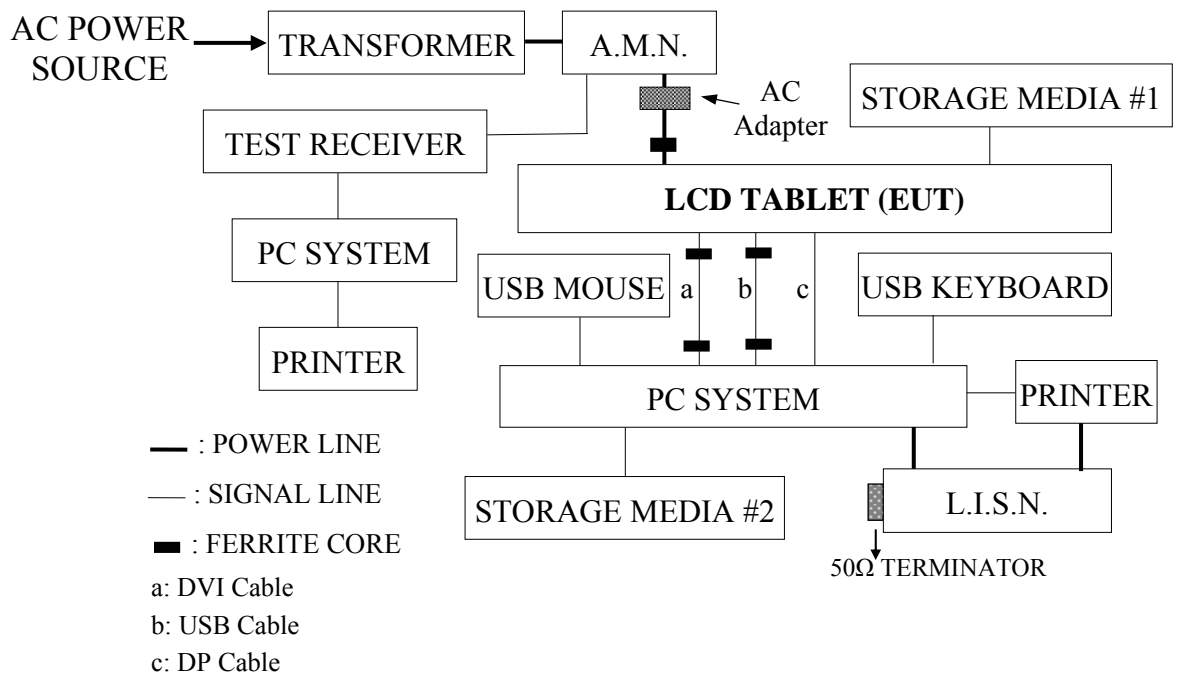 AC POWER
SOURCE
TRANSFORMER
A.M.N.
AC
Adapter
STORAGE MEDIA #1
TEST RECEIVER
LCD TABLET (EUT)
PC SYSTEM
USB MOUSE
a
b
c
USB KEYBOARD
PRINTER
PC SYSTEM
PRINTER
: POWER LINE
: SIGNAL LINE
STORAGE MEDIA #2
L.I.S.N.
: FERRITE CORE
50Ω TERMINATOR
a: DVI Cable
b: USB Cable
c: DP Cable